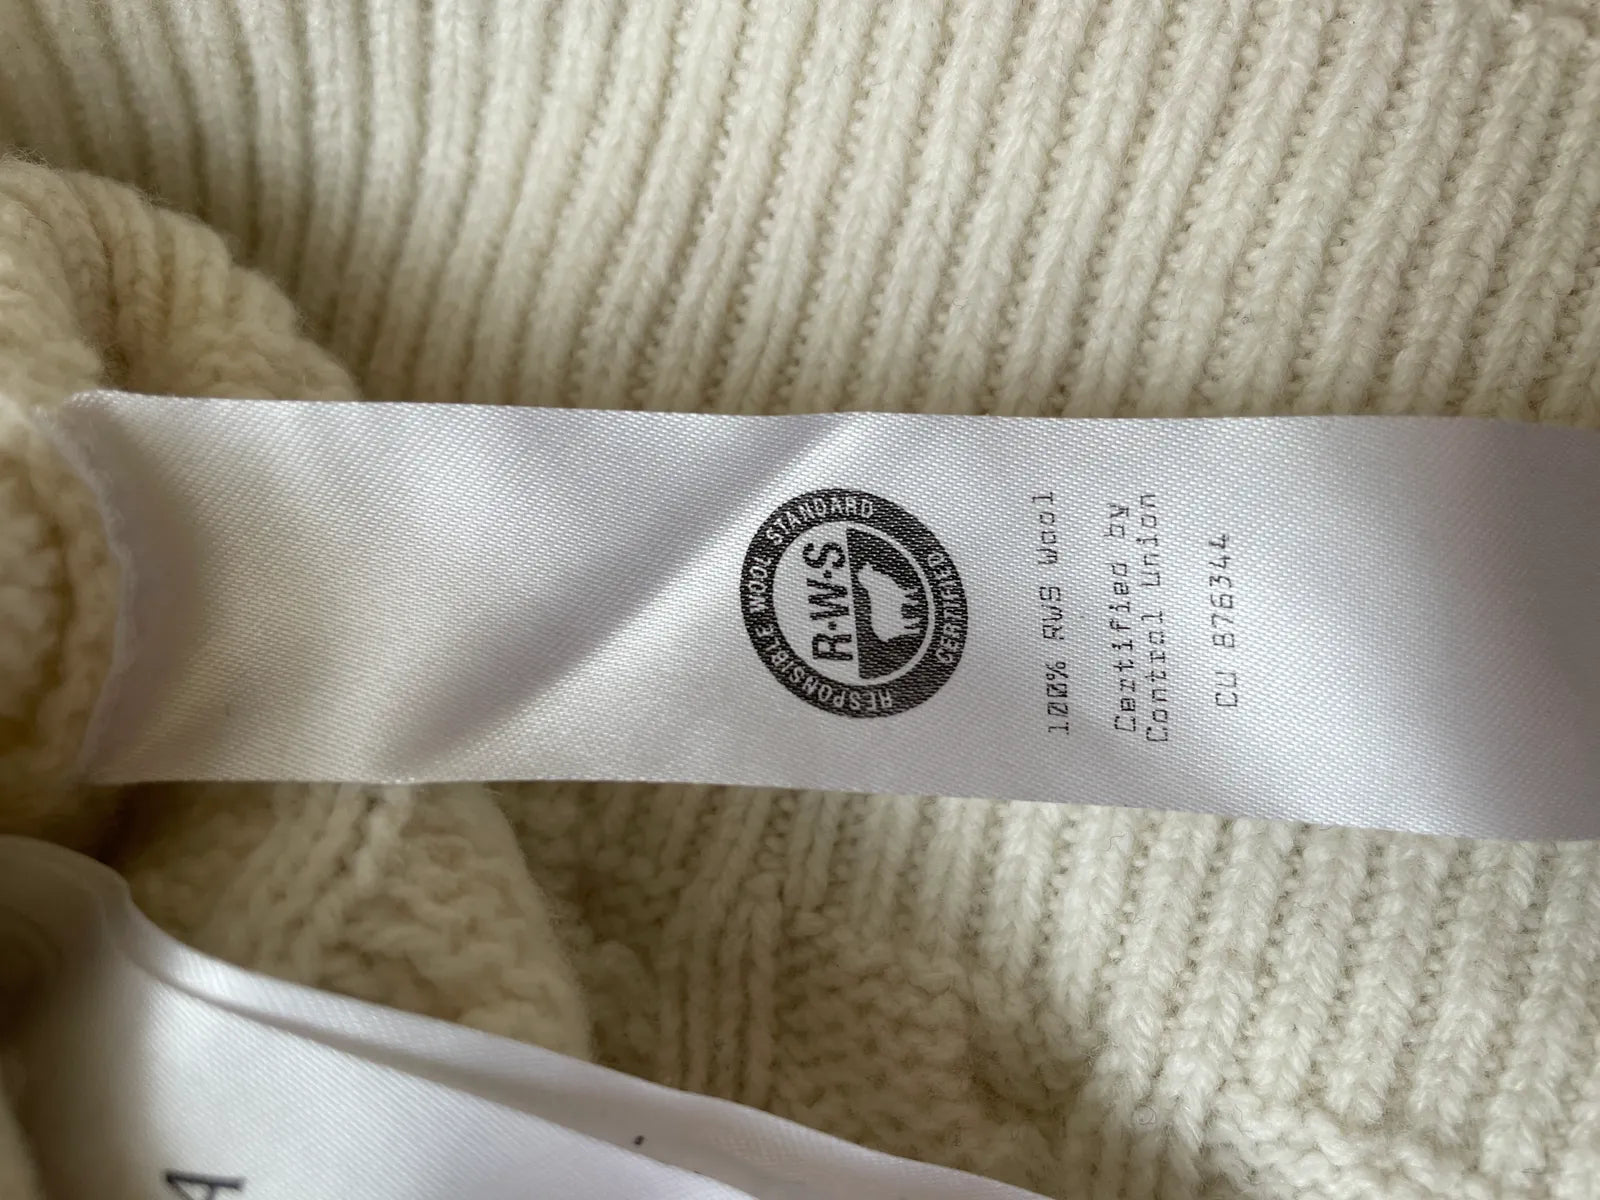 RESPONSIBLE WOOL STANDARD
CERTIFIED
R·W·S
100% RWS Wool
Certified by
Control Union
CU 876344
A